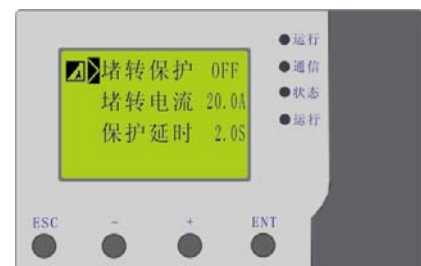 堵转保护 OFF
堵转电流 20.0A
保护延时 2.0S
运行
通信
状态
运行
ESC - + ENT